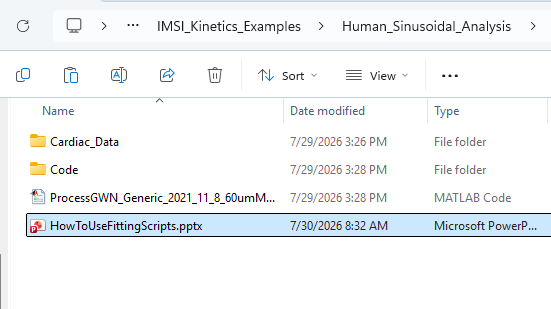 IMSI_Kinetics_Examples > Human_Sinusoidal_Analysis >
Sort View ...
Name Date modified Type
Cardiac_Data 7/29/2026 3:26 PM File folder
Code 7/29/2026 3:28 PM File folder
ProcessGWN_Generic_2021_11_8_60umM... 7/29/2026 3:28 PM MATLAB Code
HowToUseFittingScripts.pptx 7/30/2026 8:32 AM Microsoft PowerP...